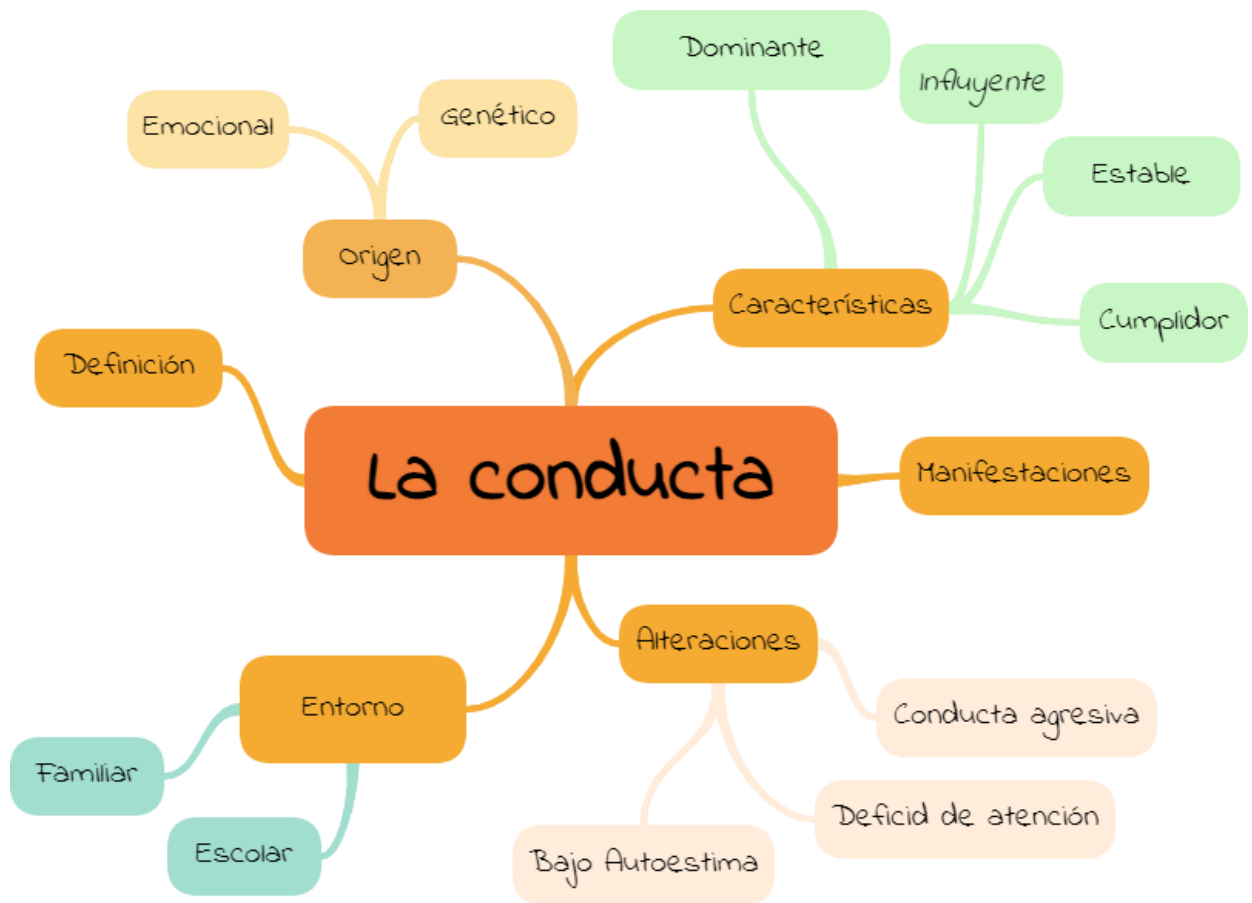 Dominante
Influyente
Emocional
Genético
Estable
Origen
Características
Cumplidor
Definición
La conducta
Manifestaciones
Alteraciones
Entorno
Conducta agresiva
Familiar
Deficid de atención
Escolar
Bajo Autoestima